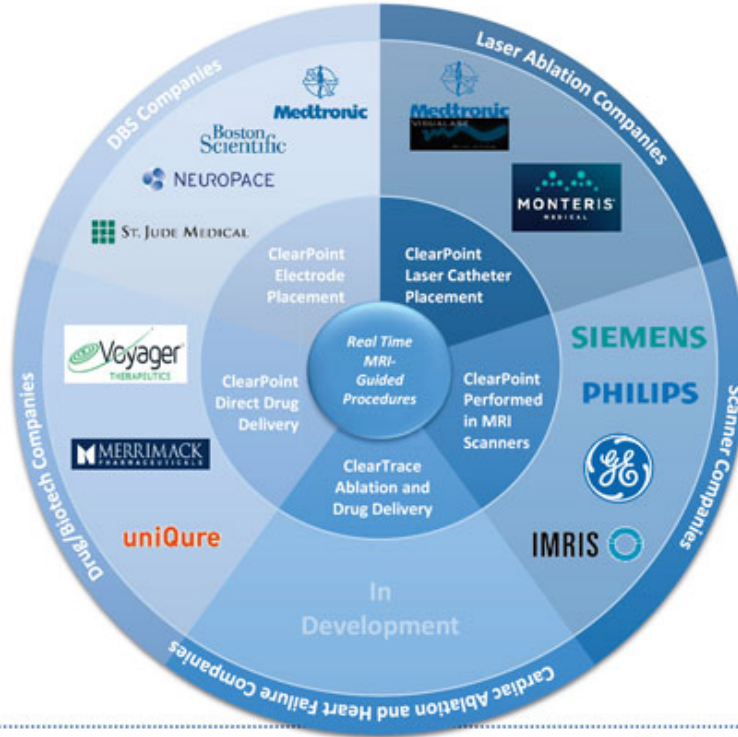 DBS Companies
Medtronic
Boston
Scientific
NEUROPACE
ST. JUDE MEDICAL
ClearPoint
Electrode
Placement
Laser Ablation Companies
Medtronic
VISUALASE
MONTERIS
MEDICAL
ClearPoint
Laser Catheter
Placement
Real Time
MRI-
Guided
Procedures
Scanner Companies
SIEMENS
PHILIPS
GE
IMRIS
ClearPoint
Performed
in MRI
Scanners
Drug/Biotech Companies
Voyager
THERAPEUTICS
MERRIMACK
PHARMACEUTICALS
uniQure
ClearPoint
Direct Drug
Delivery
ClearTrace
Ablation and
Drug Delivery
In
Development
Cardiac Ablation and Heart Failure Companies